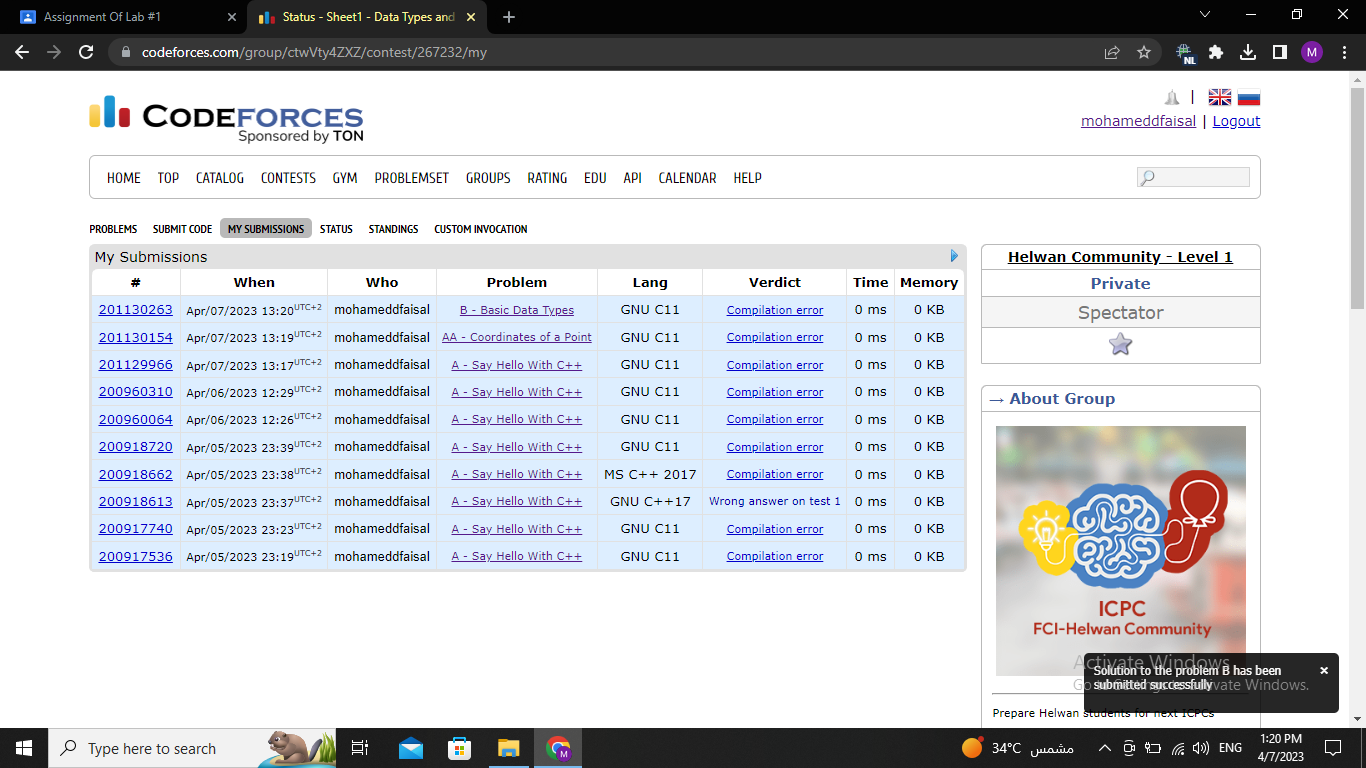 Assignment Of Lab #1
Status - Sheet1 - Data Types and
codeforces.com/group/ctwVty4ZXZ/contest/267232/my
NL
M
CODEFORCES
Sponsored by TON
|
mohameddfaisal | Logout
HOME TOP CATALOG CONTESTS GYM PROBLEMSET GROUPS RATING EDU API CALENDAR HELP
PROBLEMS SUBMIT CODE MY SUBMISSIONS STATUS STANDINGS CUSTOM INVOCATION
My Submissions
# When Who Problem Lang Verdict Time Memory
201130263 Apr/07/2023 13:20 UTC+2 mohameddfaisal B - Basic Data Types GNU C11 Compilation error 0 ms 0 KB
201130154 Apr/07/2023 13:19 UTC+2 mohameddfaisal AA - Coordinates of a Point GNU C11 Compilation error 0 ms 0 KB
201129966 Apr/07/2023 13:17 UTC+2 mohameddfaisal A - Say Hello With C++ GNU C11 Compilation error 0 ms 0 KB
200960310 Apr/06/2023 12:29 UTC+2 mohameddfaisal A - Say Hello With C++ GNU C11 Compilation error 0 ms 0 KB
200960064 Apr/06/2023 12:26 UTC+2 mohameddfaisal A - Say Hello With C++ GNU C11 Compilation error 0 ms 0 KB
200918720 Apr/05/2023 23:39 UTC+2 mohameddfaisal A - Say Hello With C++ GNU C11 Compilation error 0 ms 0 KB
200918662 Apr/05/2023 23:38 UTC+2 mohameddfaisal A - Say Hello With C++ MS C++ 2017 Compilation error 0 ms 0 KB
200918613 Apr/05/2023 23:37 UTC+2 mohameddfaisal A - Say Hello With C++ GNU C++17 Wrong answer on test 1 0 ms 0 KB
200917740 Apr/05/2023 23:23 UTC+2 mohameddfaisal A - Say Hello With C++ GNU C11 Compilation error 0 ms 0 KB
200917536 Apr/05/2023 23:19 UTC+2 mohameddfaisal A - Say Hello With C++ GNU C11 Compilation error 0 ms 0 KB
Helwan Community - Level 1
Private
Spectator
→ About Group
ICPC
FCI-Helwan Community
Activate Windows
Go to Settings to activate Windows.
Solution to the problem B has been
submitted successfully
Prepare Helwan students for next ICPCs
Type here to search
34°C مشمس
ENG
1:20 PM
4/7/2023